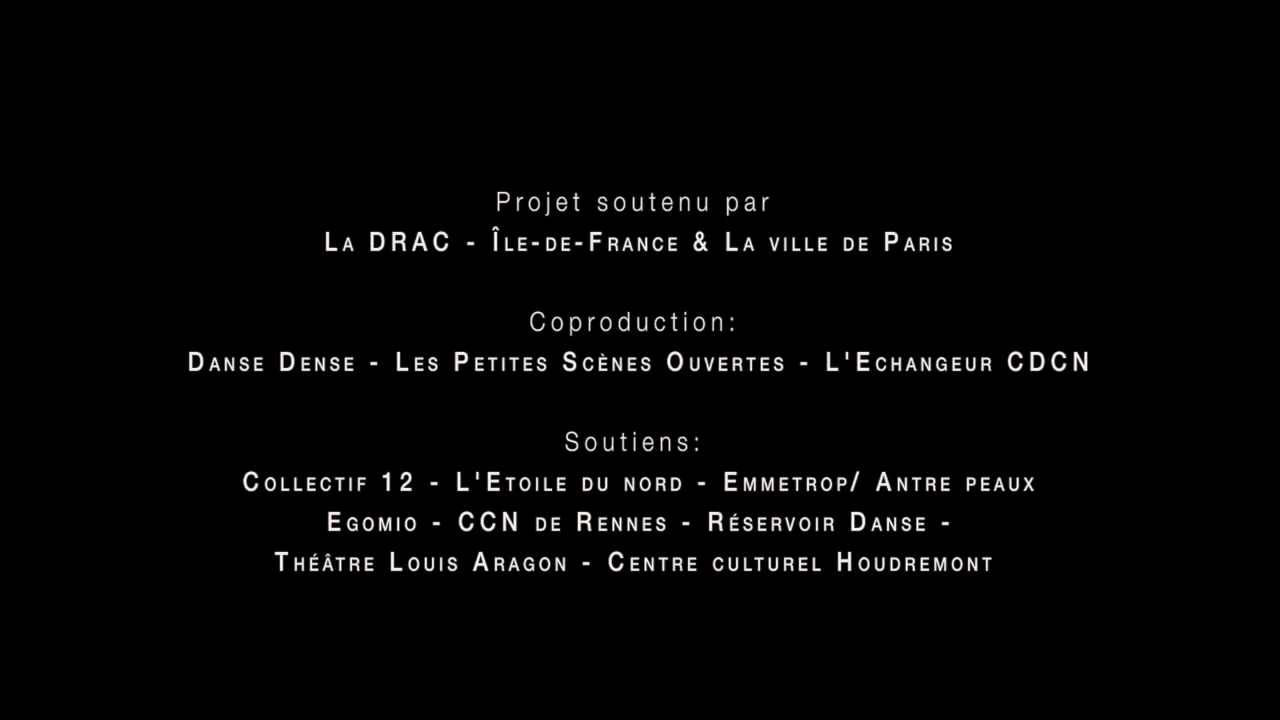 Projet soutenu par
La DRAC - Île-de-France & La ville de Paris
Coproduction:
Danse Dense - Les Petites Scènes Ouvertes - L'Echangeur CDCN
Soutiens:
Collectif 12 - L'Etoile du nord - Emmetrop/ Antre peaux
Egomio - CCN de Rennes - Réservoir Danse -
Théâtre Louis Aragon - Centre culturel Houdremont